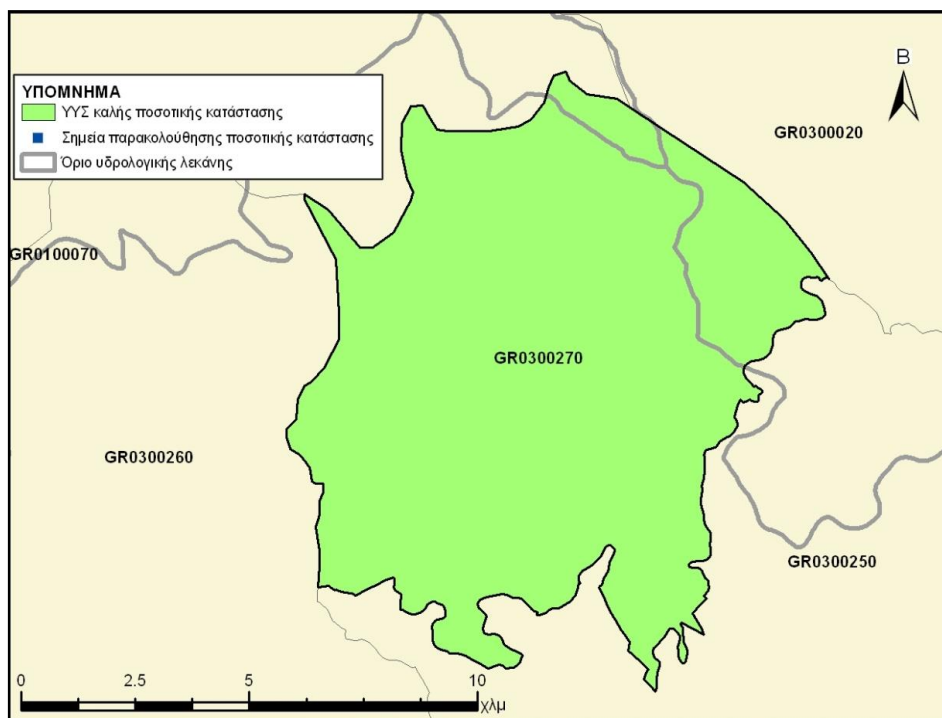 ΥΠΟΜΝΗΜΑ
ΥΥΣ καλής ποσοτικής κατάστασης
Σημεία παρακολούθησης ποσοτικής κατάστασης
Όριο υδρολογικής λεκάνης
Β
GR0300020
GR0100070
GR0300270
GR0300260
GR0300250
0 2.5 5 10
χλμ